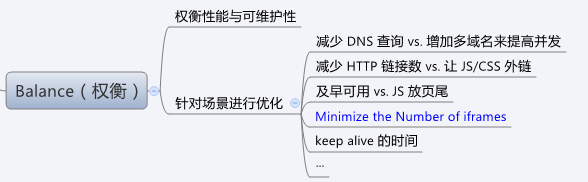 权衡性能与可维护性
减少 DNS 查询 vs. 增加多域名来提高并发
减少 HTTP 链接数 vs. 让 JS/CSS 外链
Balance（权衡）
针对场景进行优化
及早可用 vs. JS 放页尾
Minimize the Number of iframes
keep alive 的时间
...